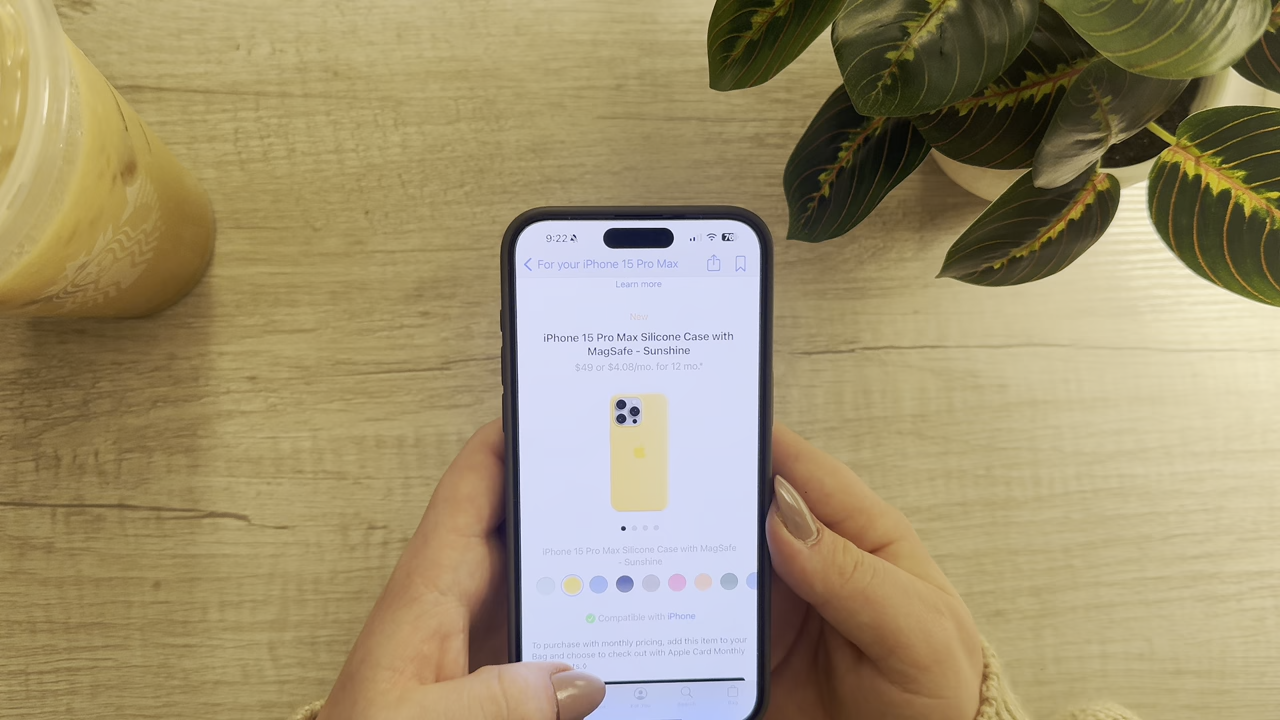 9:22
70
For your iPhone 15 Pro Max
Learn more
New
iPhone 15 Pro Max Silicone Case with
MagSafe - Sunshine
$49 or $4.08/mo. for 12 mo.*
iPhone 15 Pro Max Silicone Case with MagSafe
- Sunshine
Compatible with iPhone
To purchase with monthly pricing, add this item to your
Bag and choose to check out with Apple Card Monthly